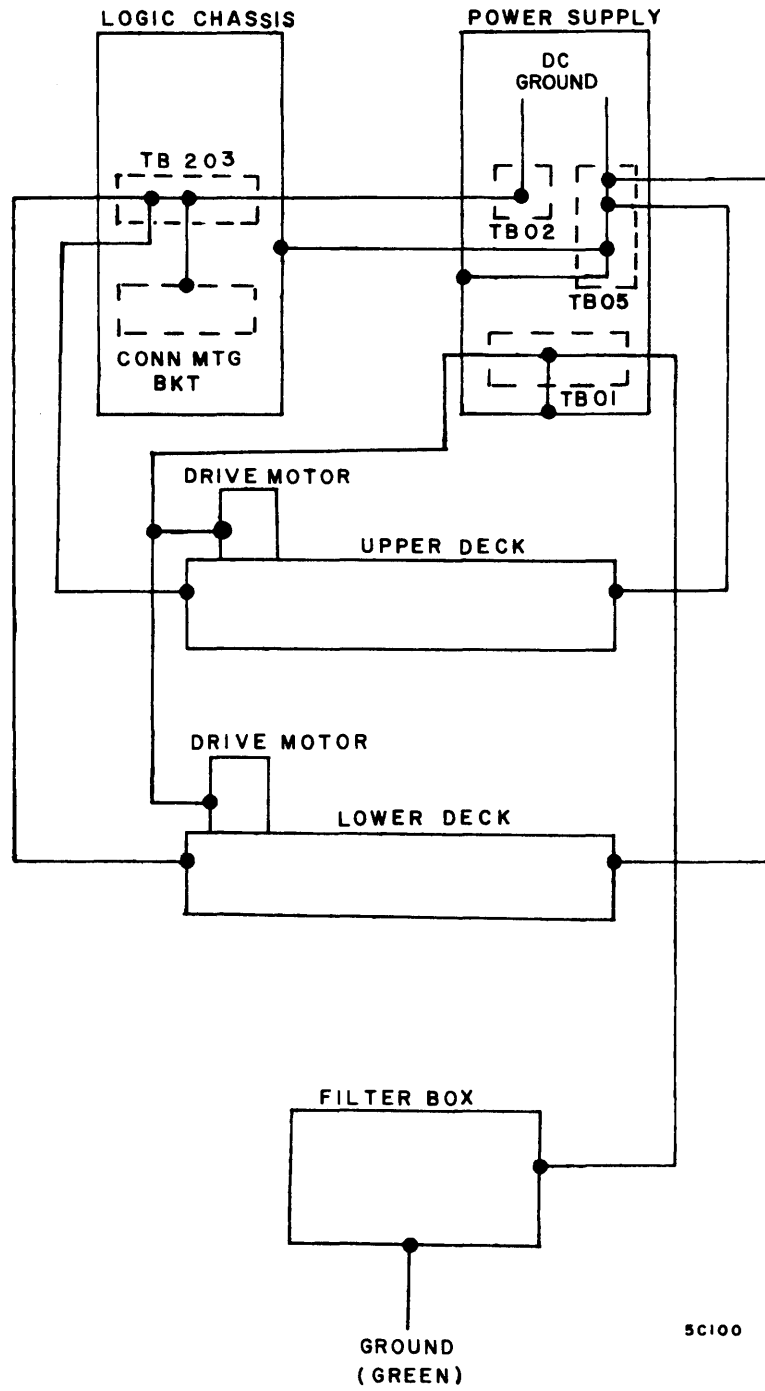 LOGIC CHASSIS
POWER SUPPLY
DC
GROUND
TB 203
TB02
TB05
CONN MTG
BKT
TB01
DRIVE MOTOR
UPPER DECK
DRIVE MOTOR
LOWER DECK
FILTER BOX
GROUND
(GREEN)
5C100